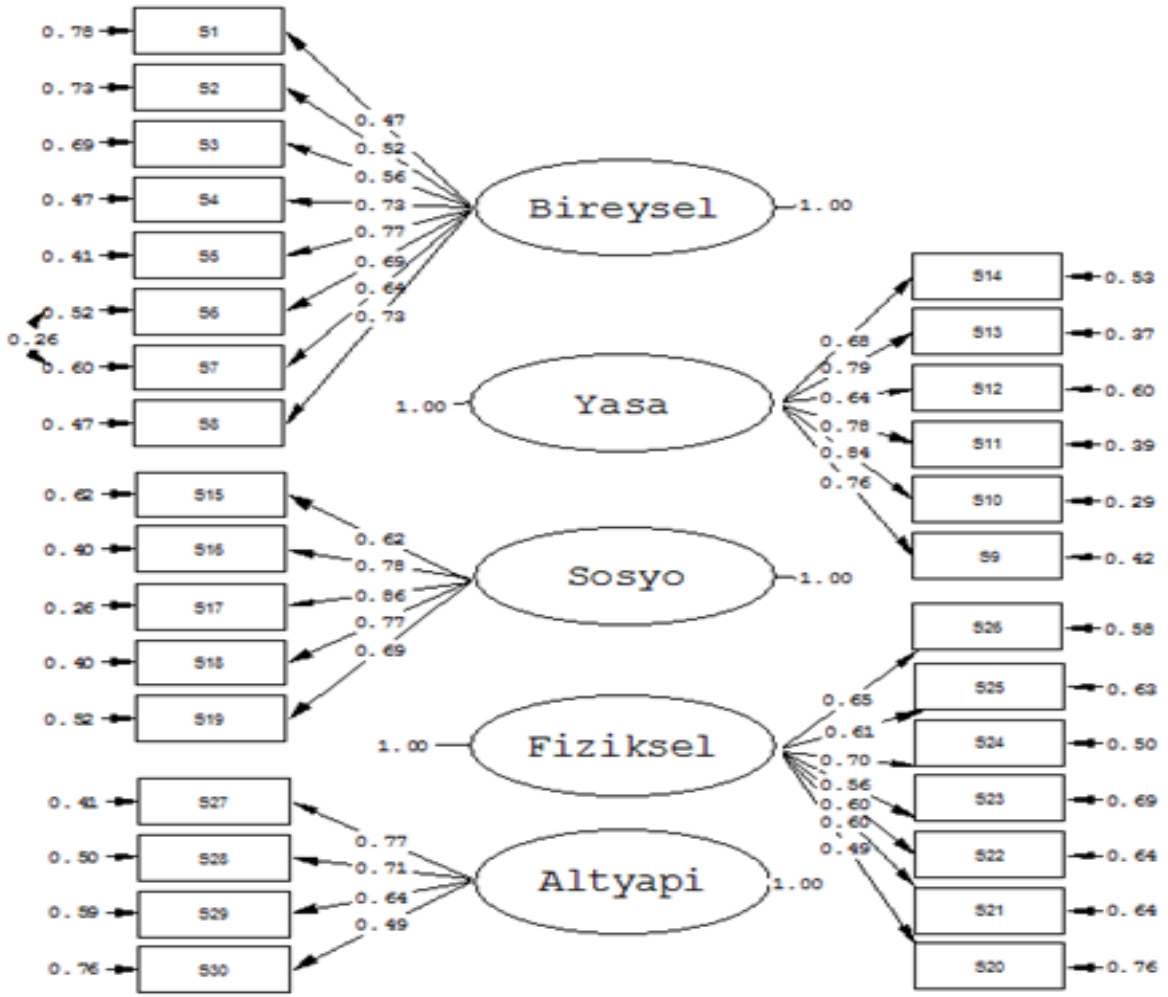 0.78 S1
0.73 S2
0.69 S3
0.47 S4
0.41 S5
0.52 S6
0.26
0.60 S7
0.47 S8
0.47
0.52
0.56
0.73
0.77
0.69
0.64
0.73
Bireysel 1.00
1.00 Yasa
0.68
0.79
0.64
0.78
0.84
0.76
S14 0.53
S13 0.37
S12 0.60
S11 0.39
S10 0.29
S9 0.42
0.62 S15
0.40 S16
0.26 S17
0.40 S18
0.52 S19
0.62
0.78
0.86
0.77
0.69
Sosyo 1.00
1.00 Fiziksel
0.65
0.61
0.70
0.56
0.60
0.60
0.49
S26 0.58
S25 0.63
S24 0.50
S23 0.69
S22 0.64
S21 0.64
S20 0.76
0.41 S27
0.50 S28
0.59 S29
0.76 S30
0.77
0.71
0.64
0.49
Altyapi 1.00